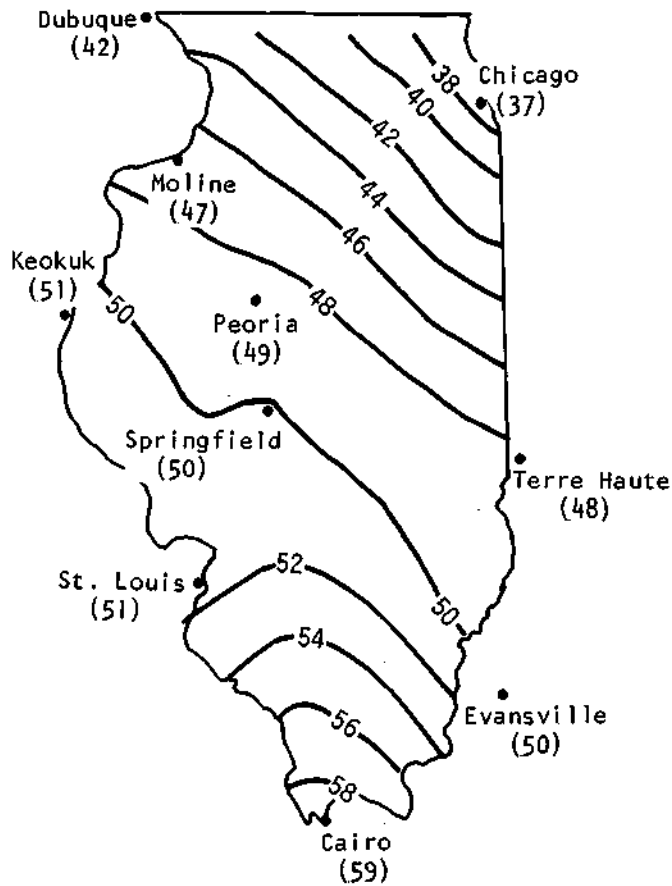 Dubuque
(42)
38
Chicago
(37)
40
42
Moline
(47)
44
46
Keokuk
(51)
50
Peoria
(49)
48
Springfield
(50)
Terre Haute
(48)
St. Louis
(51)
52
50
54
Evansville
(50)
56
58
Cairo
(59)